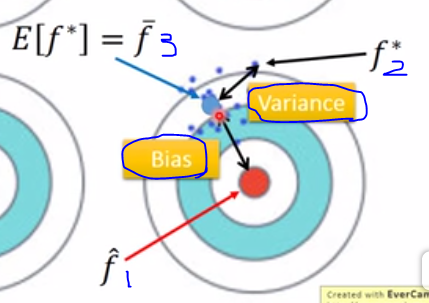 E[f*] = f̄ 3
f* 2
Variance
Bias
f̂ 1
Created with EverCam